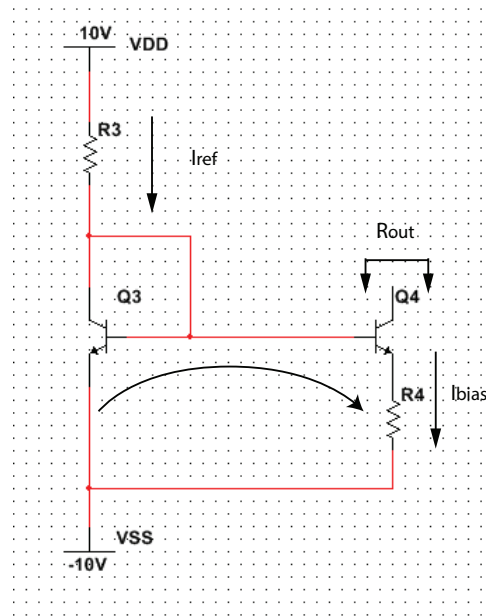 10V
VDD
R3
Iref
Rout
Q3
Q4
R4
Ibias
VSS
-10V